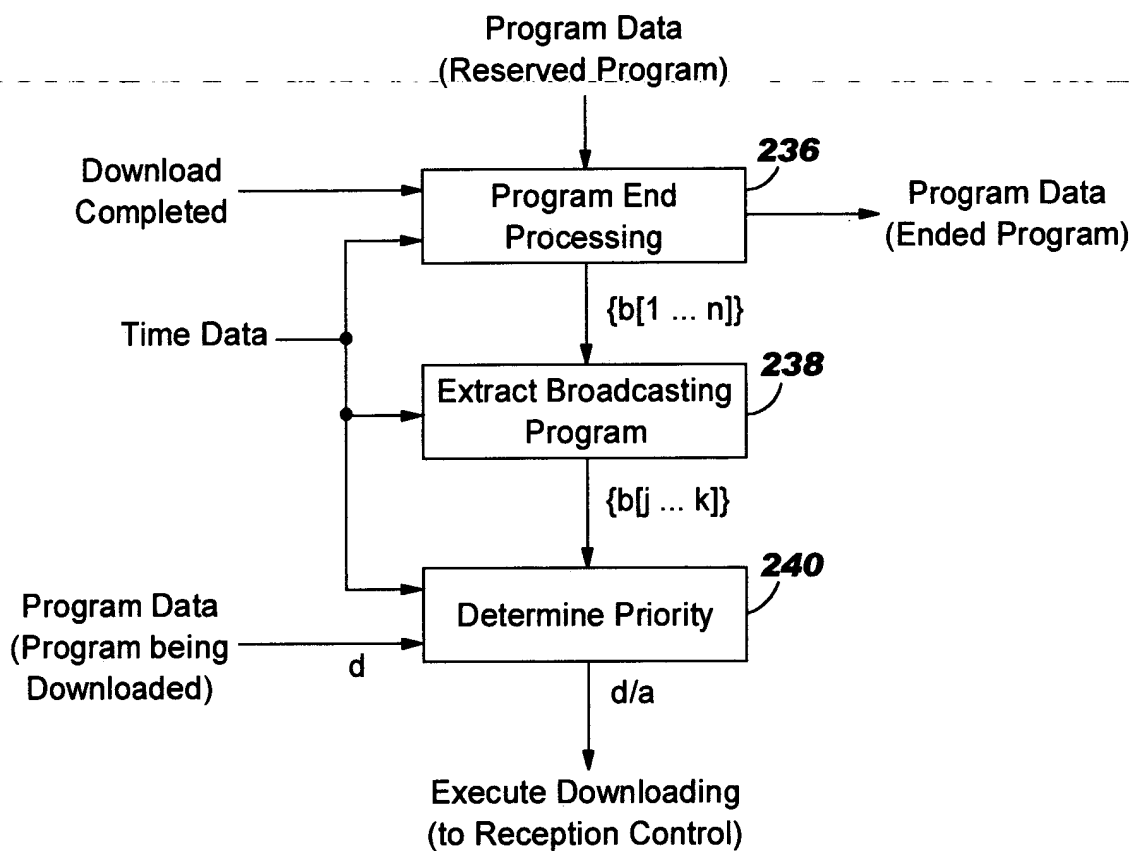 Program Data
(Reserved Program)
236
Download
Completed
Program End
Processing
Program Data
(Ended Program)
{b[1 ... n]}
Time Data
238
Extract Broadcasting
Program
{b[j ... k]}
240
Program Data
(Program being
Downloaded)
d
Determine Priority
d/a
Execute Downloading
(to Reception Control)